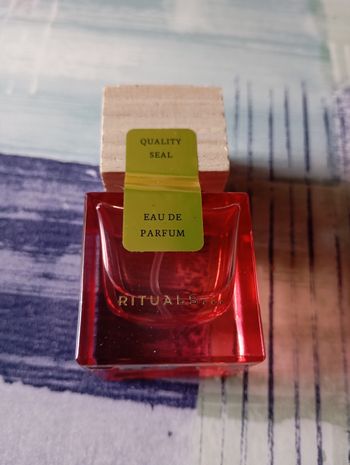 QUALITY
SEAL
EAU DE
PARFUM
RITUALS...